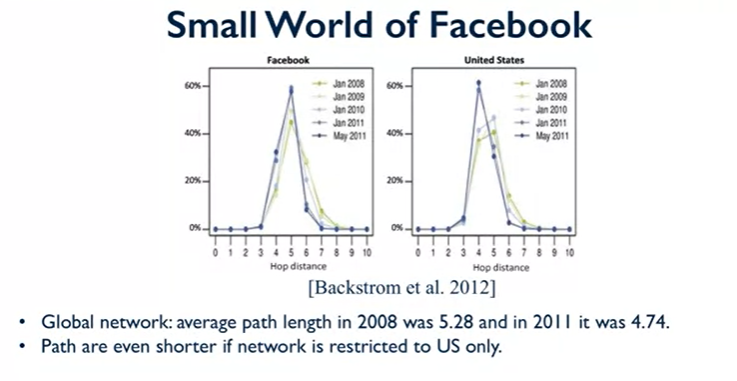 Small World of Facebook
Facebook
60%
40%
20%
0%
Jan 2008
Jan 2009
Jan 2010
Jan 2011
May 2011
0 1 2 3 4 5 6 7 8 9 10
Hop distance
United States
60%
40%
20%
0%
Jan 2008
Jan 2009
Jan 2010
Jan 2011
May 2011
0 1 2 3 4 5 6 7 8 9 10
Hop distance
[Backstrom et al. 2012]
• Global network: average path length in 2008 was 5.28 and in 2011 it was 4.74.
• Path are even shorter if network is restricted to US only.